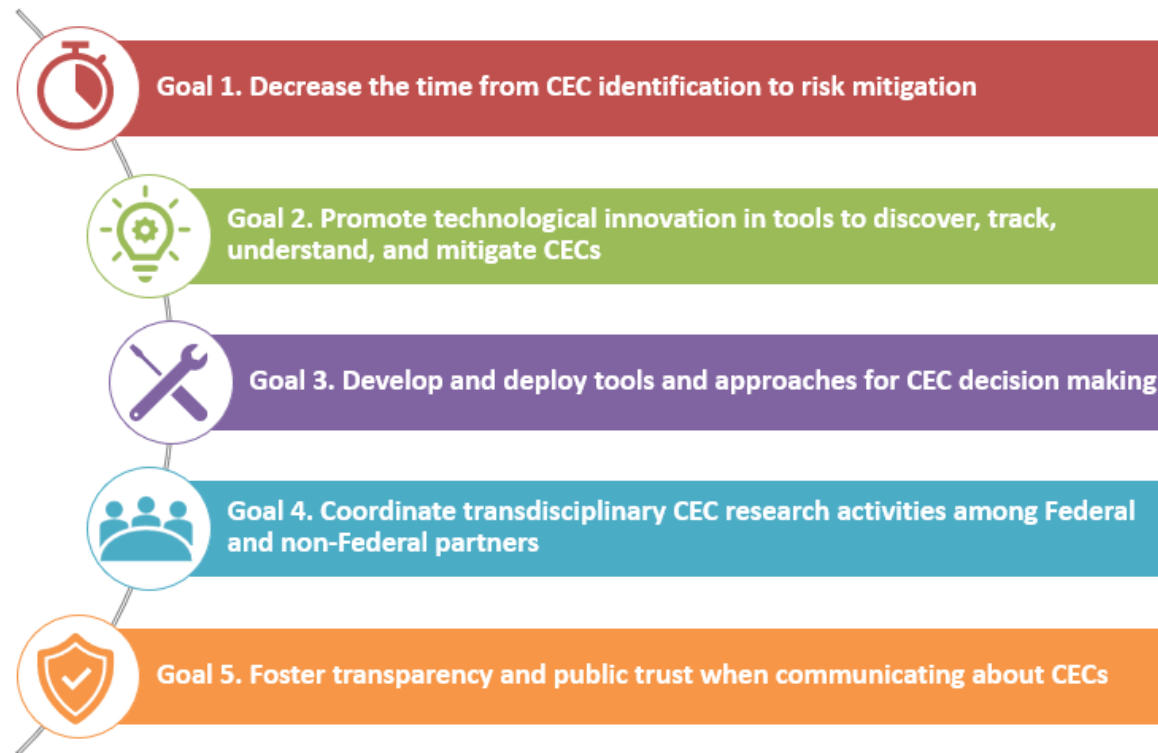 Goal 1. Decrease the time from CEC identification to risk mitigation
Goal 2. Promote technological innovation in tools to discover, track,
understand, and mitigate CECs
Goal 3. Develop and deploy tools and approaches for CEC decision making
Goal 4. Coordinate transdisciplinary CEC research activities among Federal
and non-Federal partners
Goal 5. Foster transparency and public trust when communicating about CECs